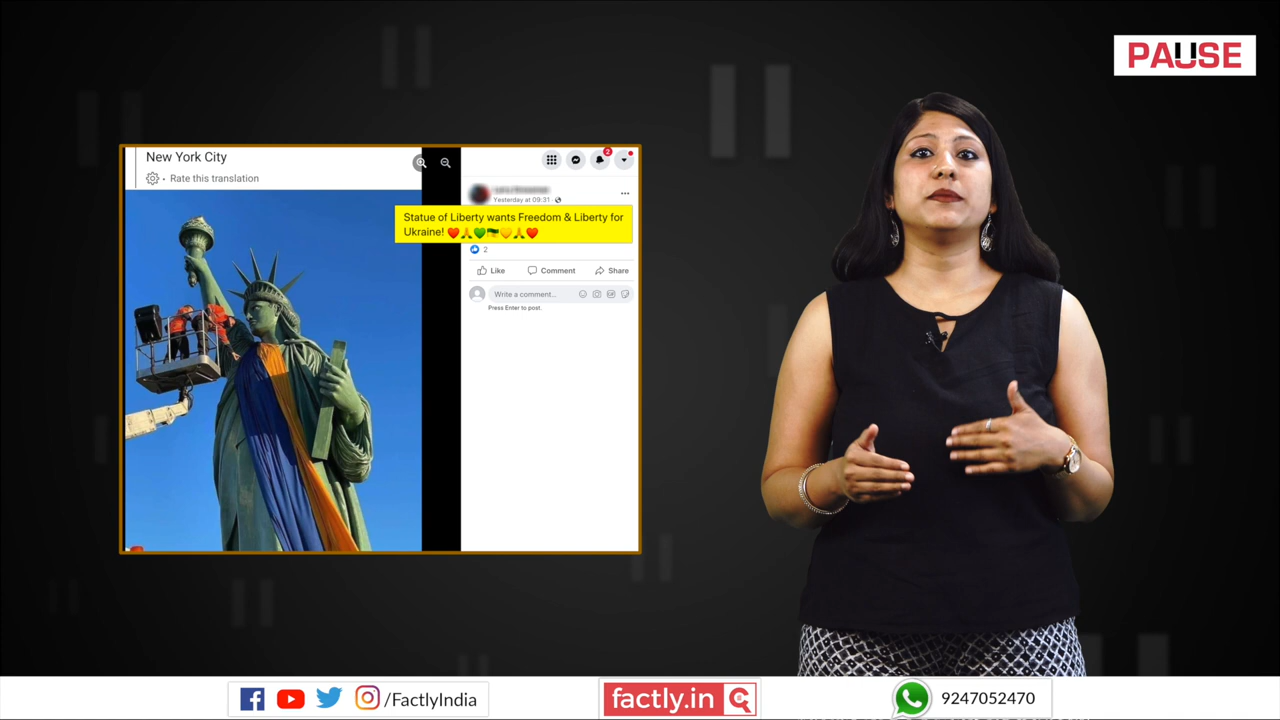 PAUSE
New York City
Rate this translation
2
Yesterday at 09:31
Statue of Liberty wants Freedom & Liberty for
Ukraine! ❤️🙏💚🇺🇦💛🙏❤️
2
Like Comment Share
Write a comment...
Press Enter to post.
/FactlyIndia
factly.in
9247052470